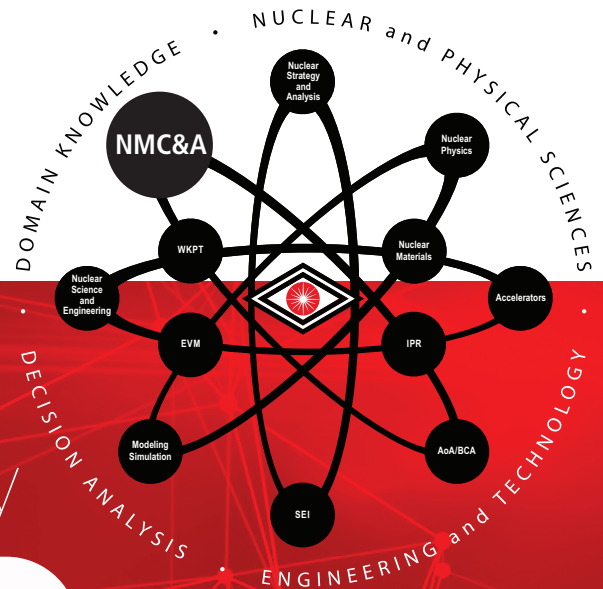 DOMAIN KNOWLEDGE • NUCLEAR and PHYSICAL SCIENCES
Nuclear
Strategy
and
Analysis
NMC&A
Nuclear
Physics
WKPT
Nuclear
Materials
Nuclear
Science
and
Engineering
Accelerators
EVM
IPR
Modeling
Simulation
AoA/BCA
SEI
• DECISION ANALYSIS • ENGINEERING and TECHNOLOGY •